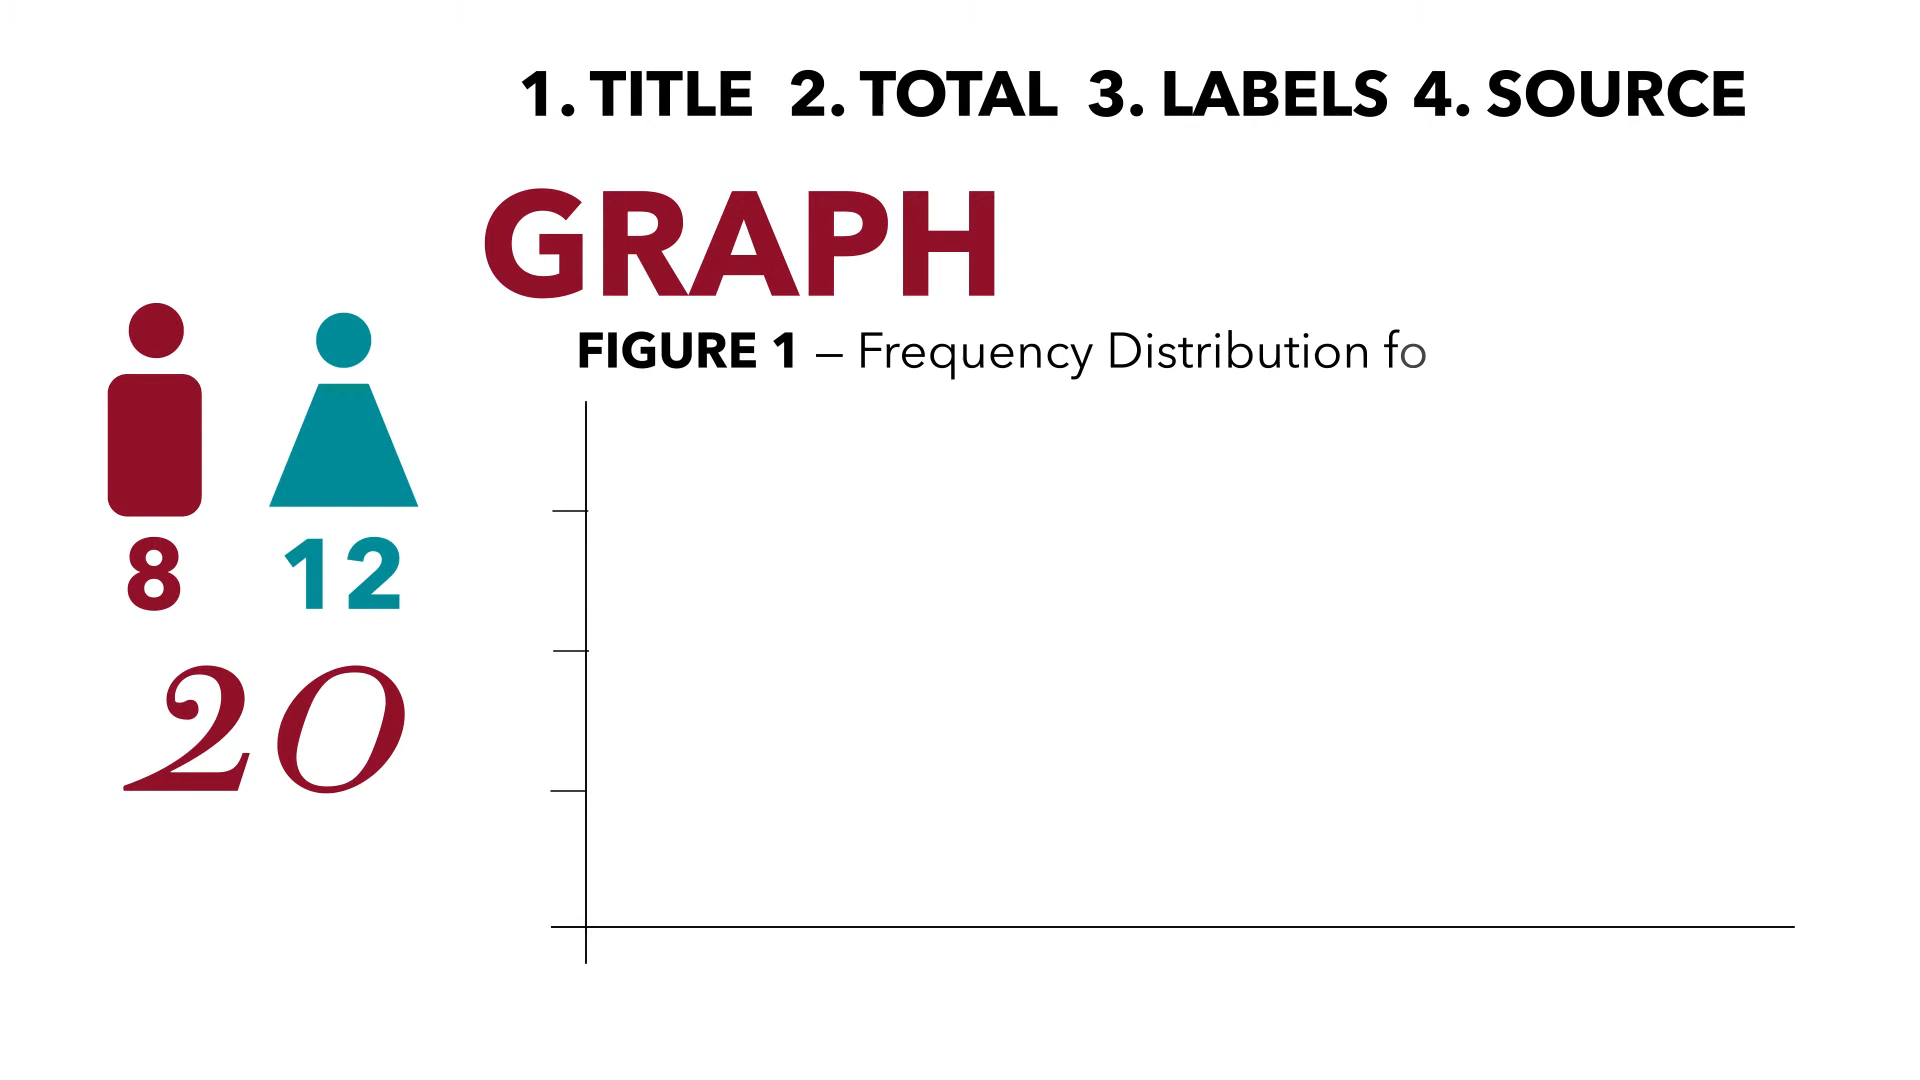 1. TITLE 2. TOTAL 3. LABELS 4. SOURCE
GRAPH
FIGURE 1 – Frequency Distribution fo
8 12
20